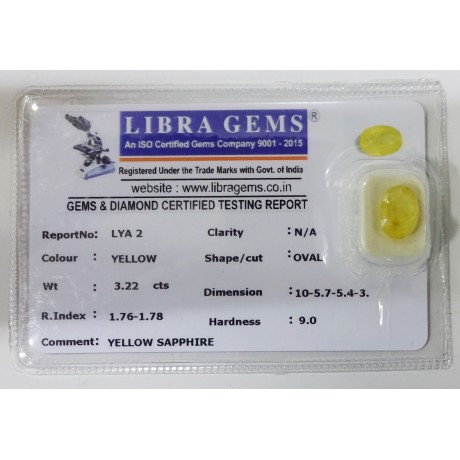 LIBRA GEMS ®
An ISO Certified Gems Company 9001 - 2015
Registered Under the Trade Marks with Govt. of India
website : www.libragems.co.in
GEMS & DIAMOND CERTIFIED TESTING REPORT
ReportNo: LYA 2 Clarity : N/A
Colour : YELLOW Shape/cut : OVAL
Wt : 3.22 cts Dimension : 10-5.7-5.4-3.
R.Index : 1.76-1.78 Hardness : 9.0
Comment: YELLOW SAPPHIRE